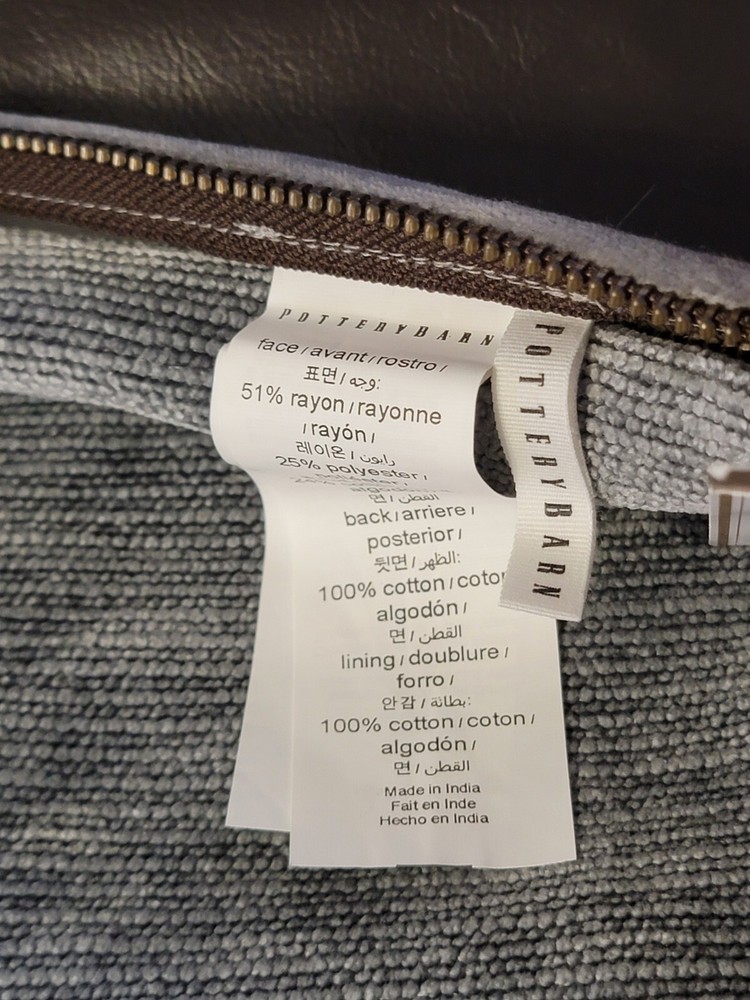 POTTERYBARN
face / avant / rostro /
표면 / وجه:
51% rayon / rayonne
/ rayón /
레이온 / رايون
25% polyester /
면 / القطن
back / arriere /
posterior /
뒷면 / الظهر:
100% cotton / coton
algodón /
면 / القطن
lining / doublure /
forro /
안감 / بطانة:
100% cotton / coton /
algodón /
면 / القطن
Made in India
Fait en Inde
Hecho en India
POTTERYBARN